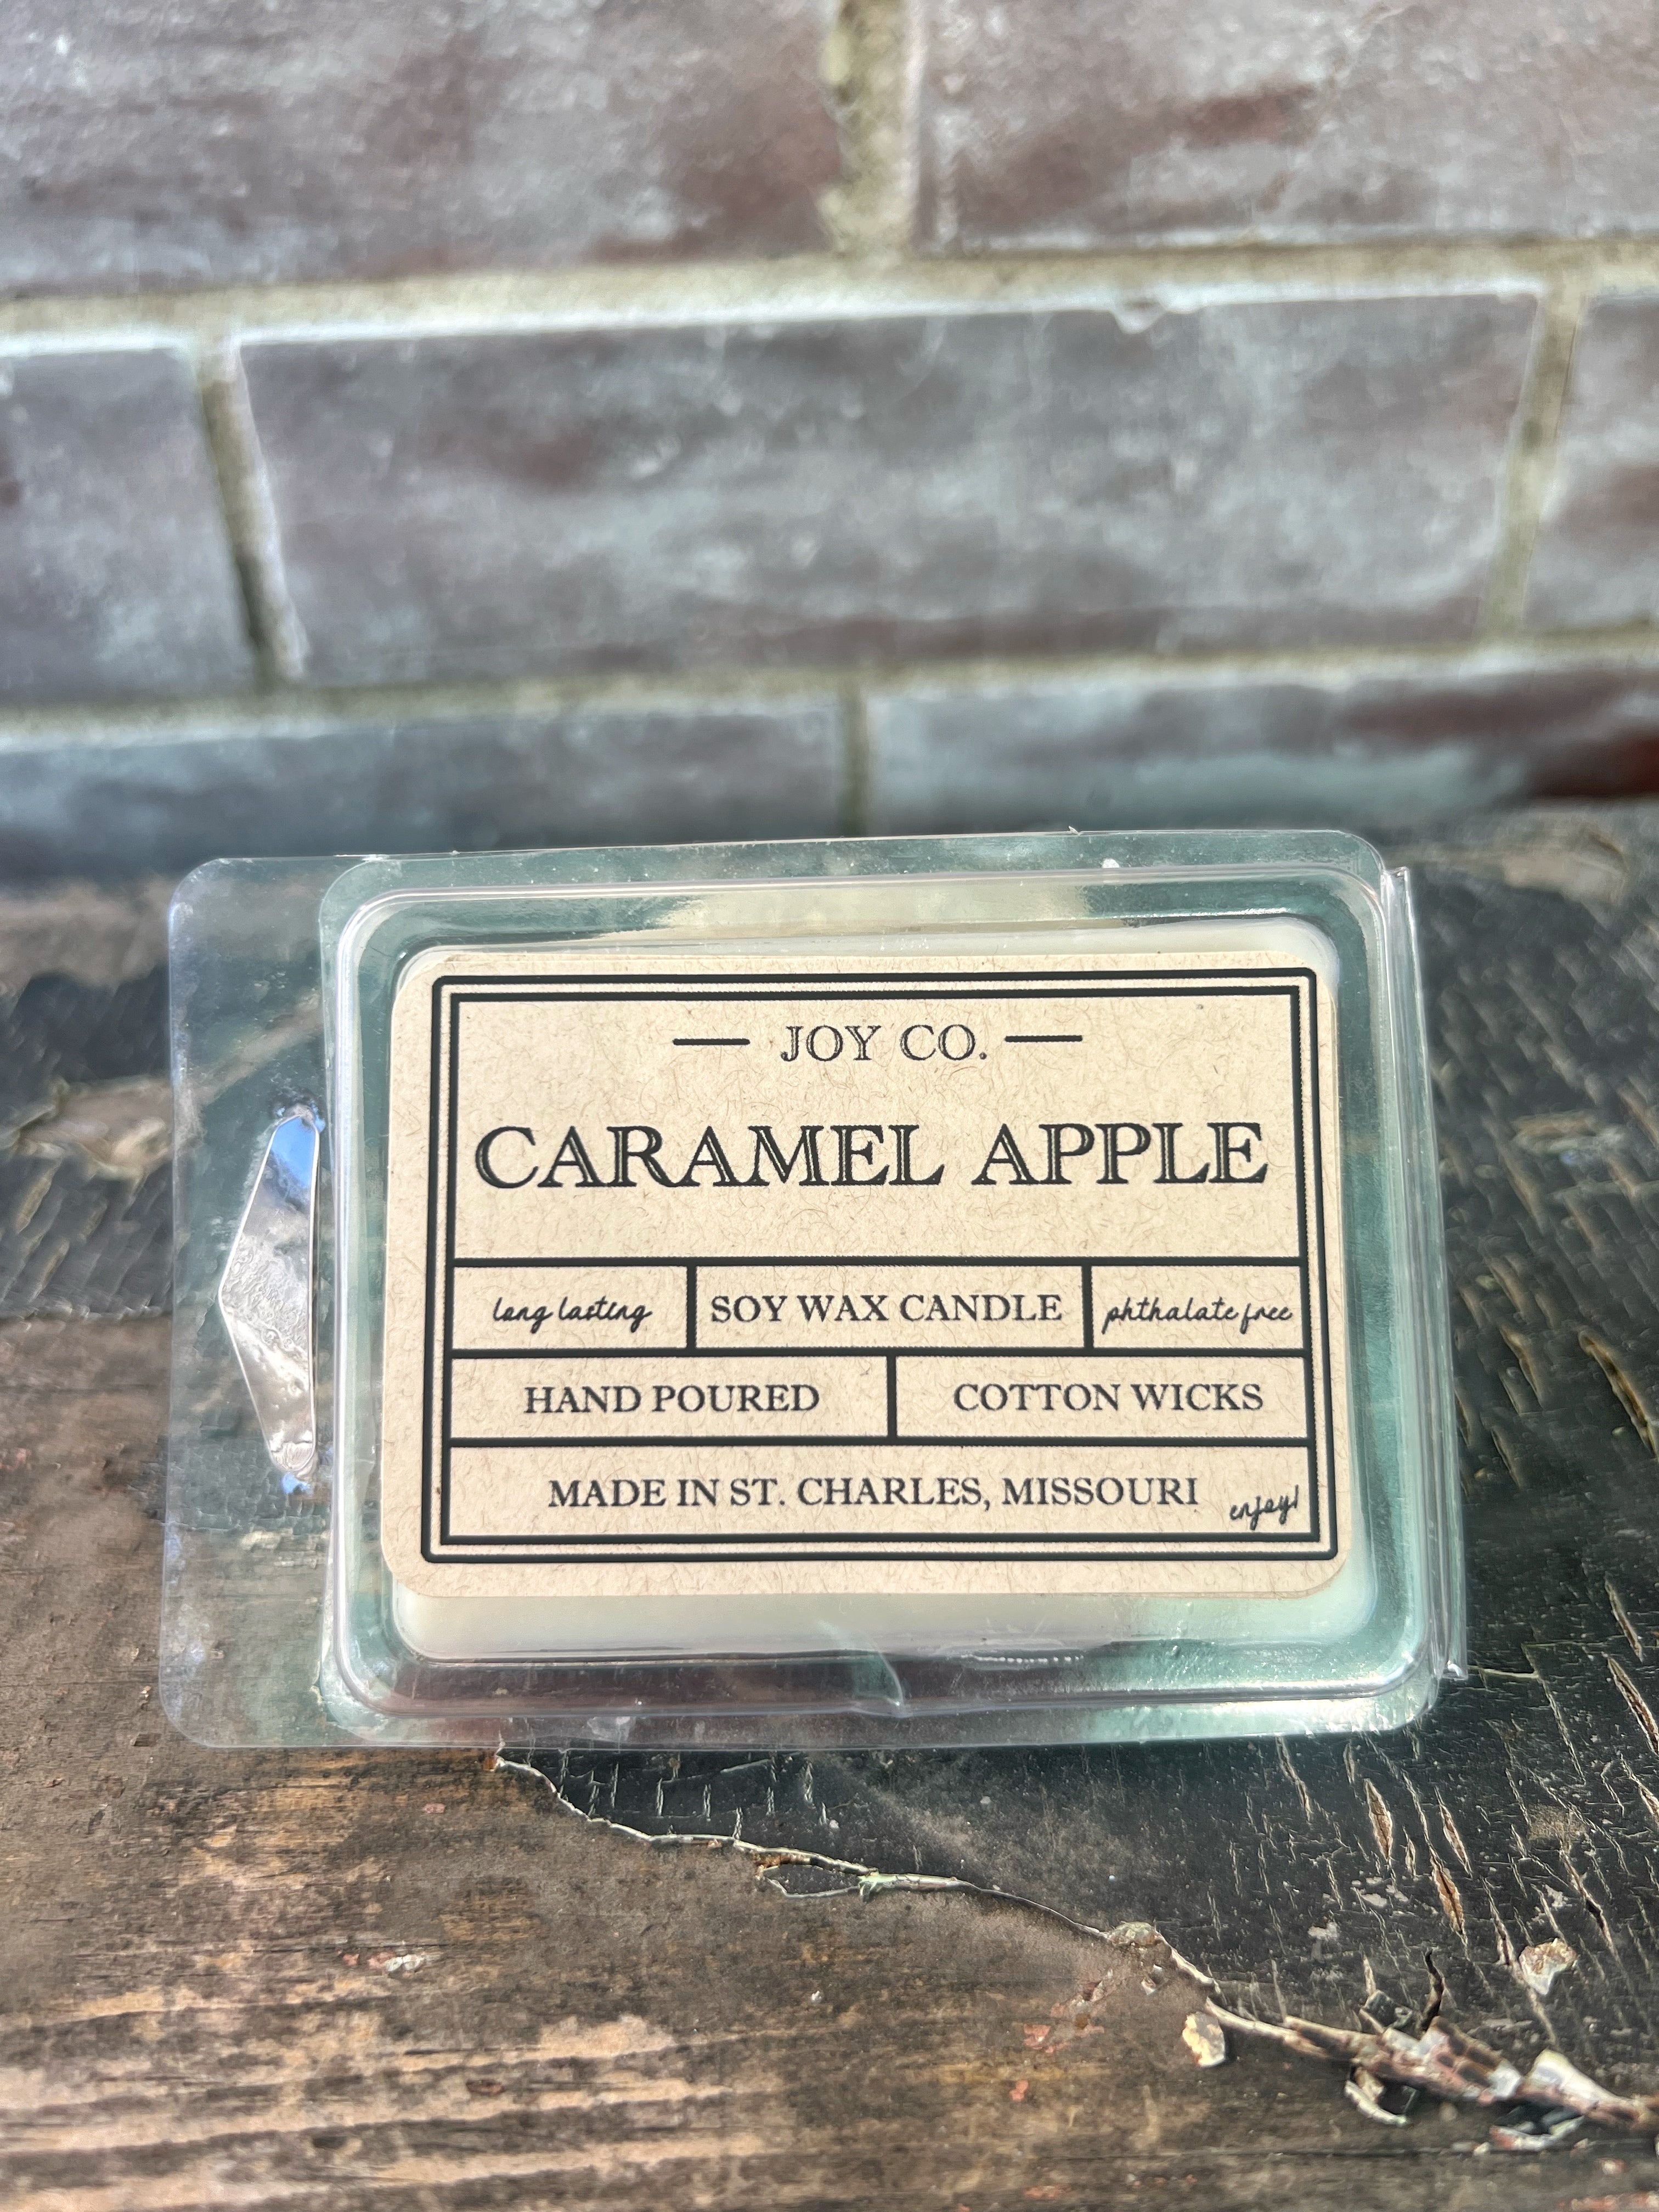 — JOY CO. —
CARAMEL APPLE
long lasting SOY WAX CANDLE phthalate free
HAND POURED COTTON WICKS
MADE IN ST. CHARLES, MISSOURI enjoy!